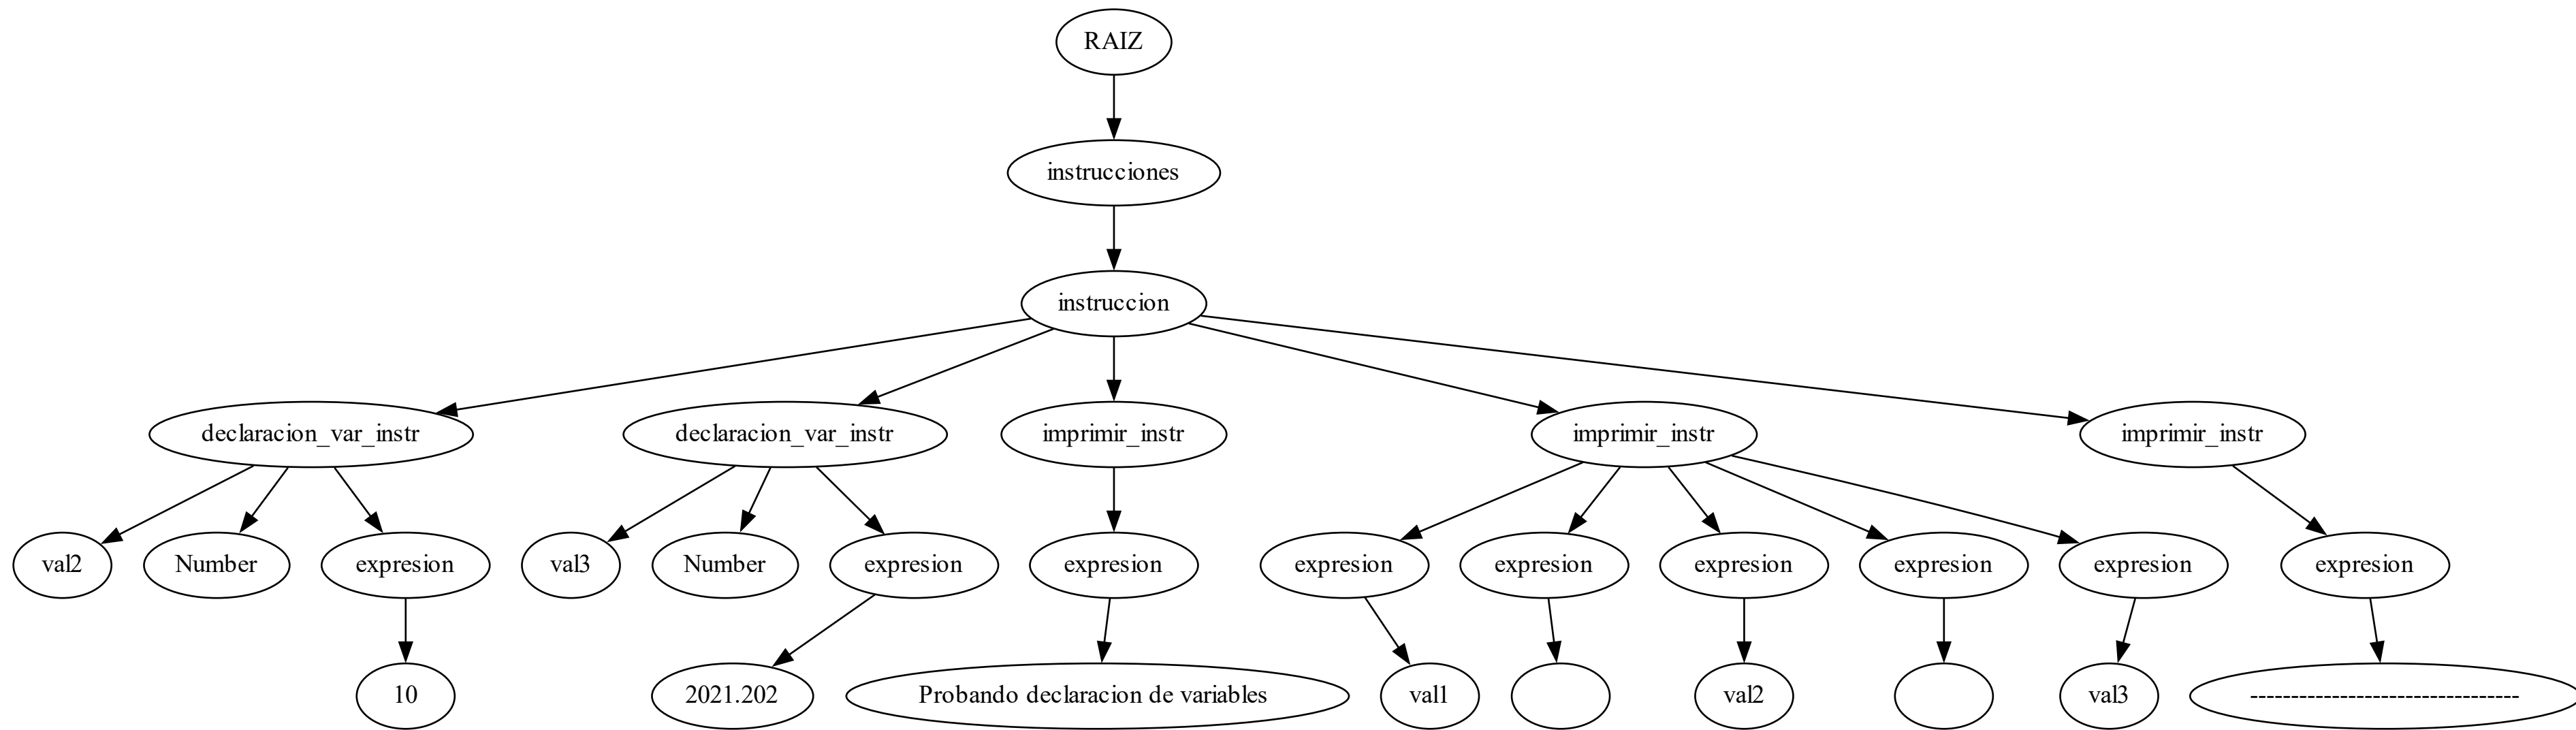 RAIZ
instrucciones
instruccion
declaracion_var_instr
declaracion_var_instr
imprimir_instr
imprimir_instr
imprimir_instr
val2
Number
expresion
val3
Number
expresion
expresion
expresion
expresion
expresion
expresion
expresion
expresion
10
2021.202
Probando declaracion de variables
val1
val2
val3
---------------------------------